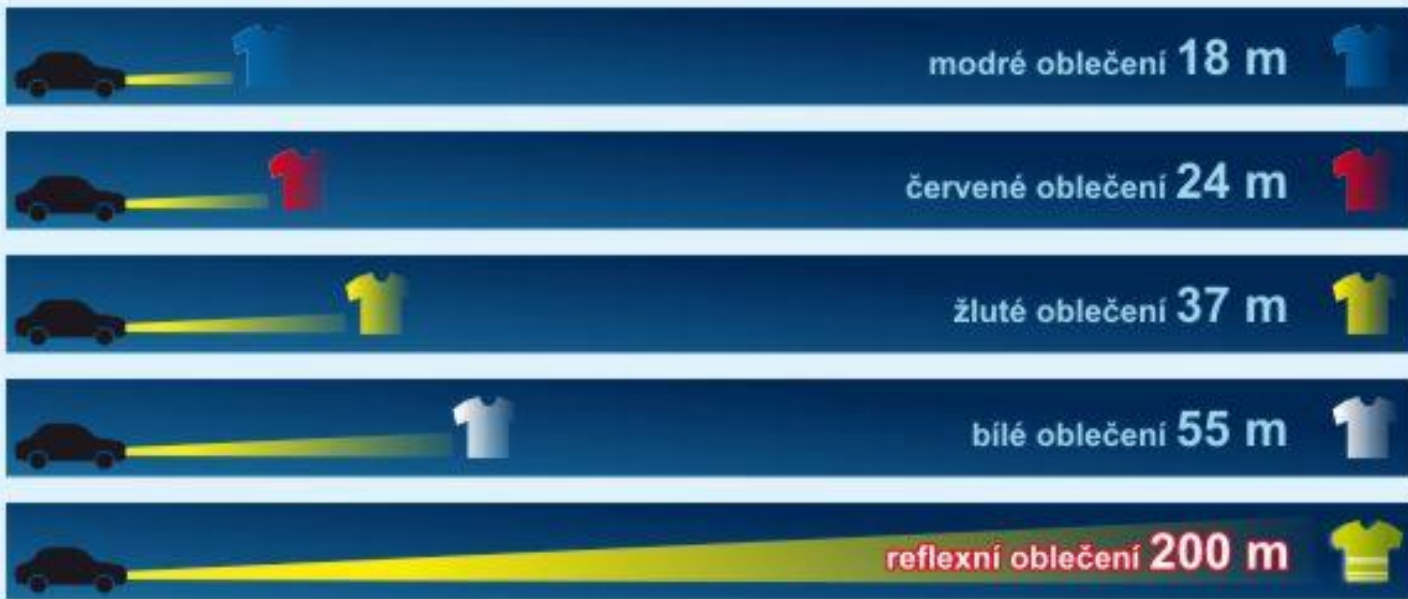 modré oblečení 18 m
červené oblečení 24 m
žluté oblečení 37 m
bílé oblečení 55 m
reflexní oblečení 200 m